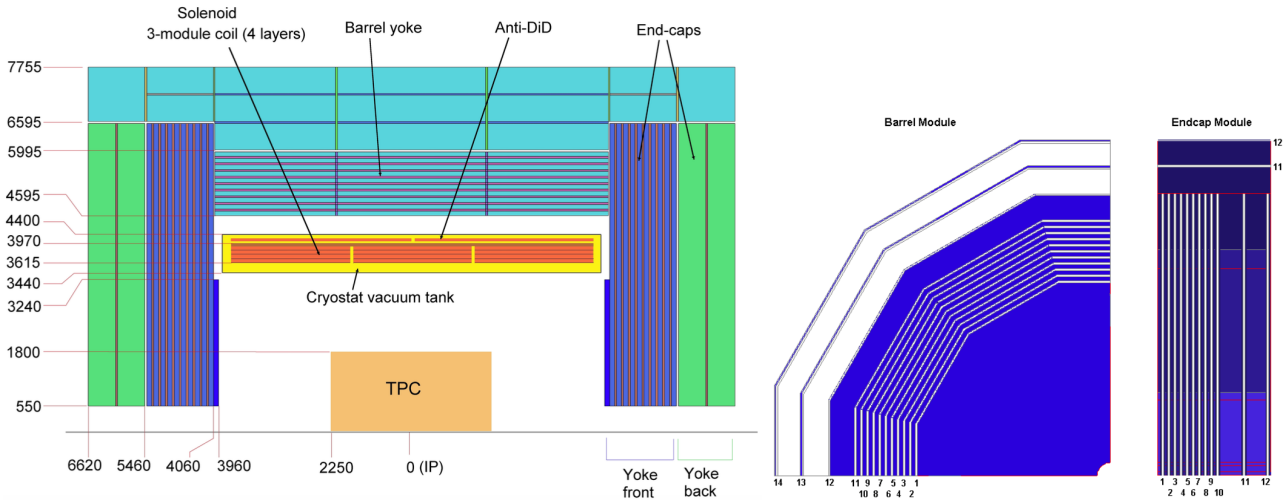 Solenoid
3-module coil (4 layers)
Barrel yoke
Anti-DiD
End-caps
7755
6595
5995
4595
4400
3970
3615
3440
3240
1800
550
Cryostat vacuum tank
TPC
6620
5460
4060
3960
2250
0 (IP)
Yoke
front
Yoke
back
Barrel Module
14 13 12 11 9 7 5 3 1
10 8 6 4 2
Endcap Module
12
11
1 3 5 7 9 11 12
2 4 6 8 10